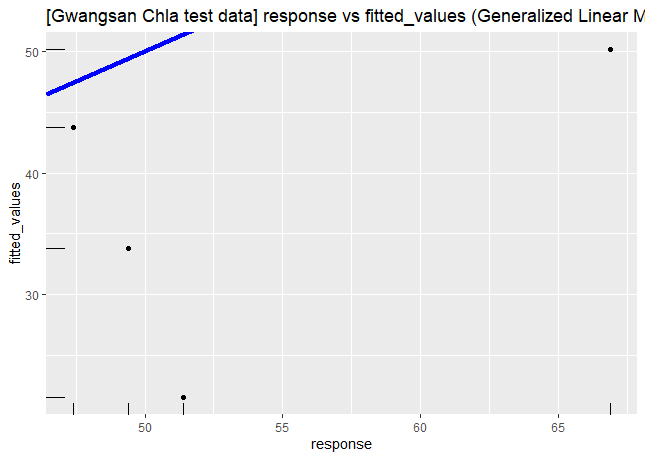 [Gwangsan Chla test data] response vs fitted_values (Generalized Linear M
50
40
30
fitted_values
50
55
60
65
response